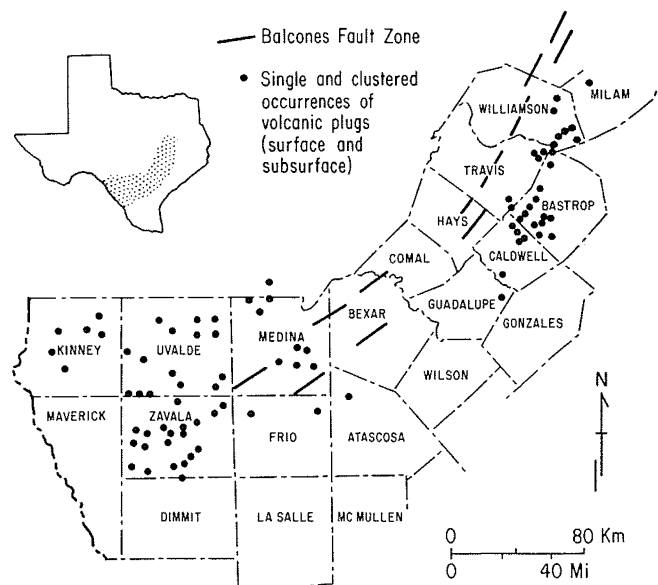 Balcones Fault Zone
Single and clustered
occurrences of
volcanic plugs
(surface and
subsurface)
MILAM
WILLIAMSON
TRAVIS
BASTROP
HAYS
CALDWELL
COMAL
GUADALUPE
GONZALES
BEXAR
MEDINA
UVALDE
KINNEY
WILSON
MAVERICK
ZAVALA
FRIO
ATASCOSA
N
DIMMIT
LA SALLE
MC MULLEN
0 80 Km
0 40 Mi